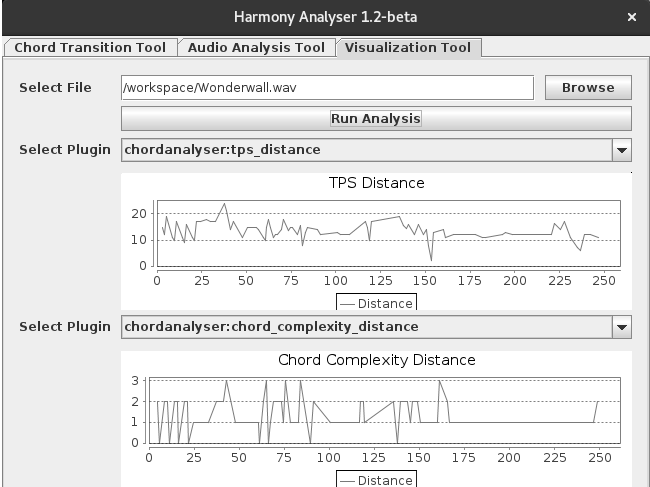 Harmony Analyser 1.2-beta ×
Chord Transition Tool Audio Analysis Tool Visualization Tool
Select File /workspace/Wonderwall.wav Browse
Run Analysis
Select Plugin chordanalyser:tps_distance
TPS Distance
20
10
0
0 25 50 75 100 125 150 175 200 225 250
Distance
Select Plugin chordanalyser:chord_complexity_distance
Chord Complexity Distance
3
2
1
0
0 25 50 75 100 125 150 175 200 225 250
Distance